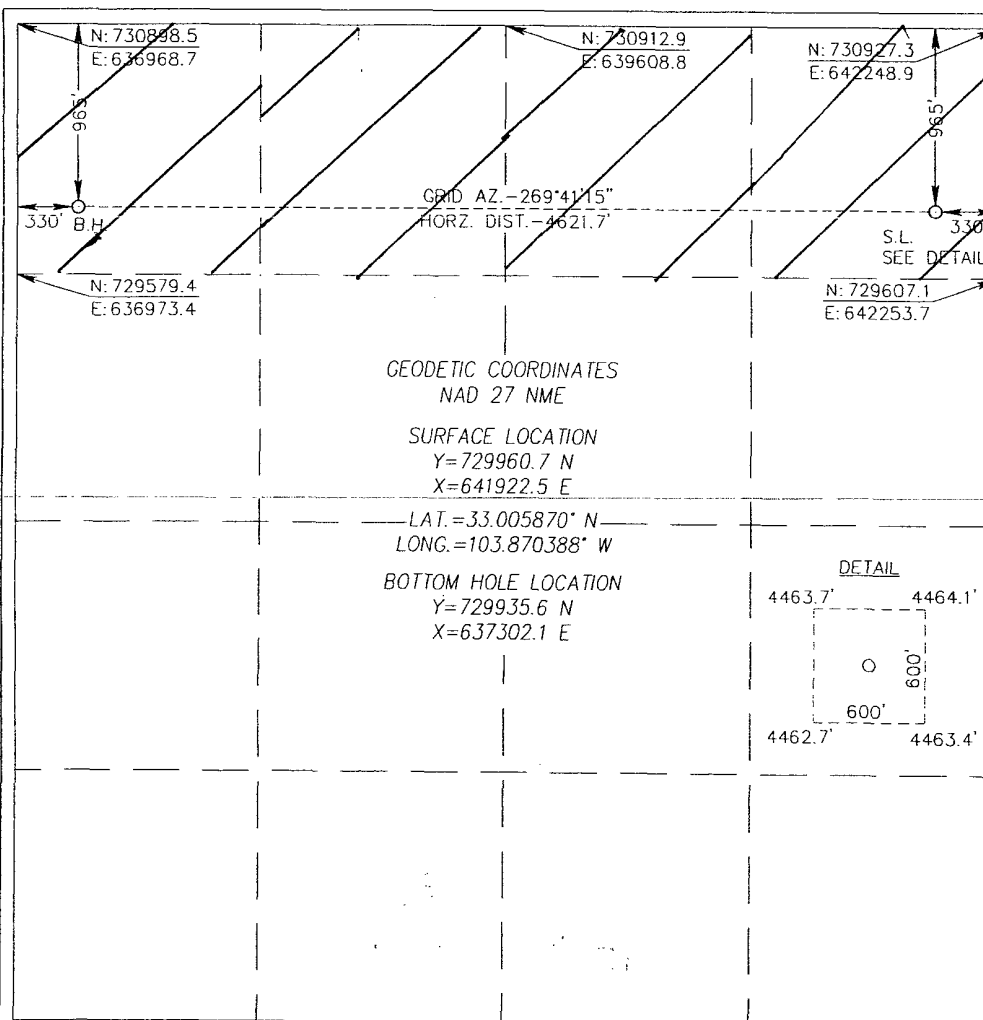 N: 730898.5
E: 636968.7
N: 730912.9
E: 639608.8
N: 730927.3
E: 642248.9
965'
965'
330'
B.H.
GRID AZ.-269°41'15"
HORZ. DIST.-4621.7'
330
S.L.
SEE DETAIL
N: 729579.4
E: 636973.4
N: 729607.1
E: 642253.7
GEODETIC COORDINATES
NAD 27 NME
SURFACE LOCATION
Y=729960.7 N
X=641922.5 E
LAT.=33.005870° N
LONG.=103.870388° W
BOTTOM HOLE LOCATION
Y=729935.6 N
X=637302.1 E
DETAIL
4463.7' 4464.1'
600'
600'
4462.7' 4463.4'